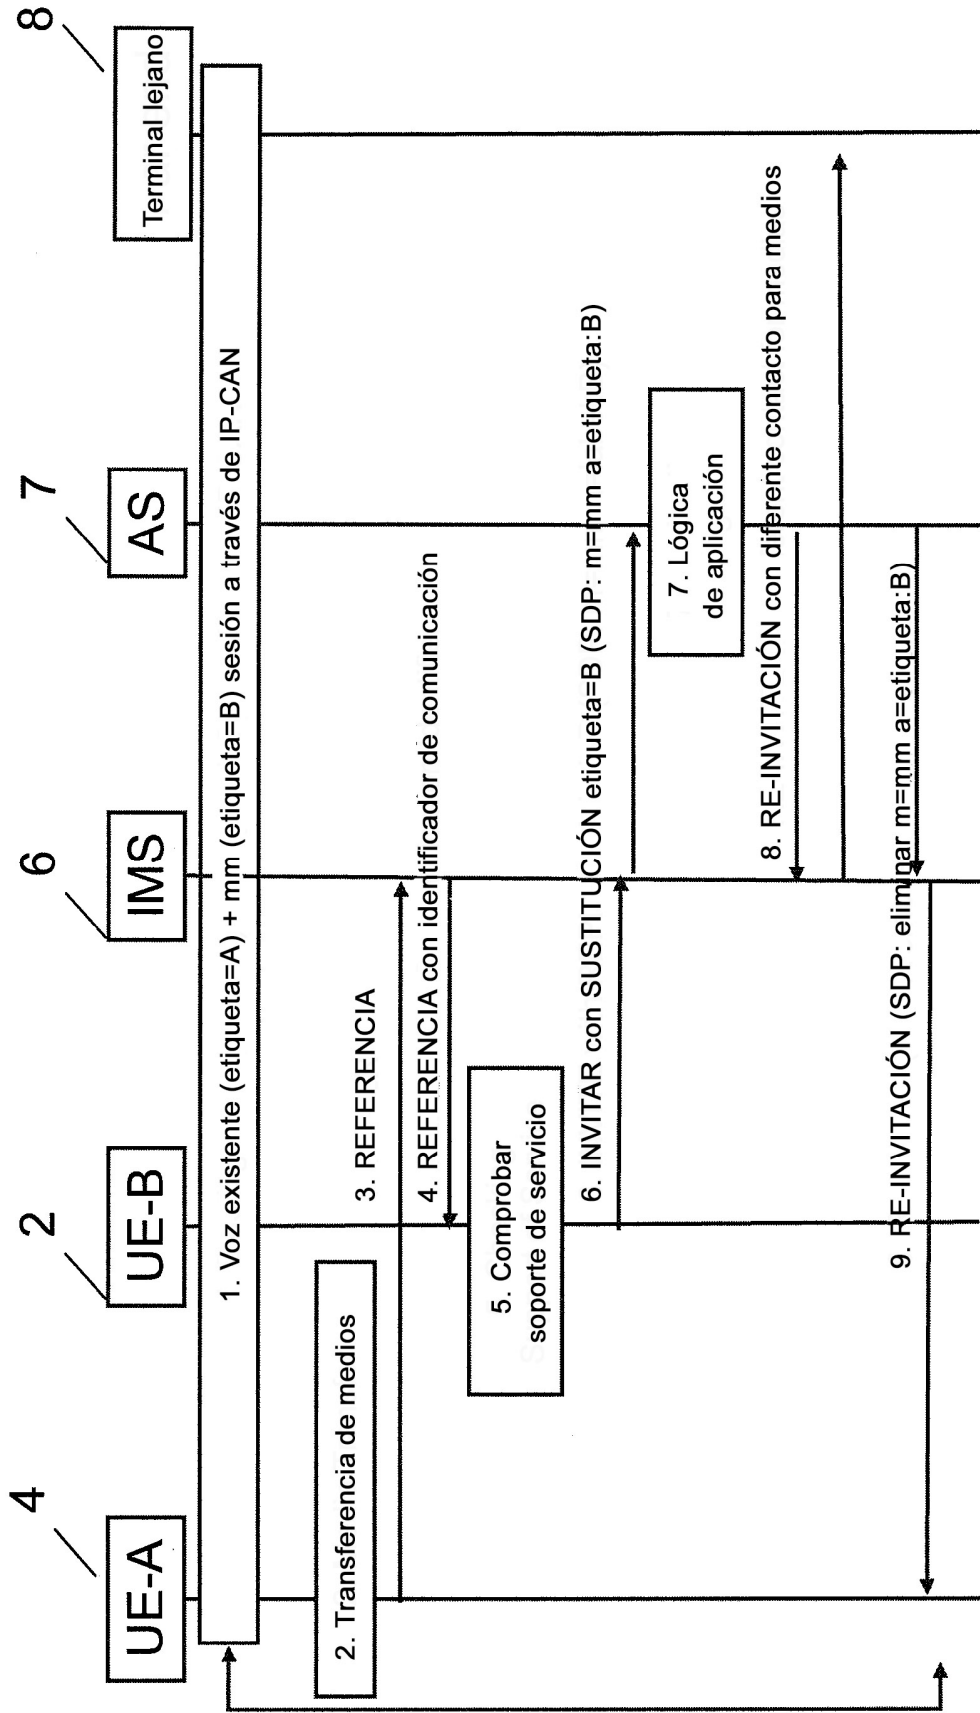 4
2
6
7
8
UE-A
UE-B
IMS
AS
Terminal lejano
1. Voz existente (etiqueta=A) + mm (etiqueta=B) sesión a través de IP-CAN
2. Transferencia de medios
3. REFERENCIA
4. REFERENCIA con identificador de comunicación
5. Comprobar
soporte de servicio
6. INVITAR con SUSTITUCIÓN etiqueta=B (SDP: m=mm a=etiqueta:B)
7. Lógica
de aplicación
8. RE-INVITACIÓN con diferente contacto para medios
9. RE-INVITACIÓN (SDP: eliminar m=mm a=etiqueta:B)